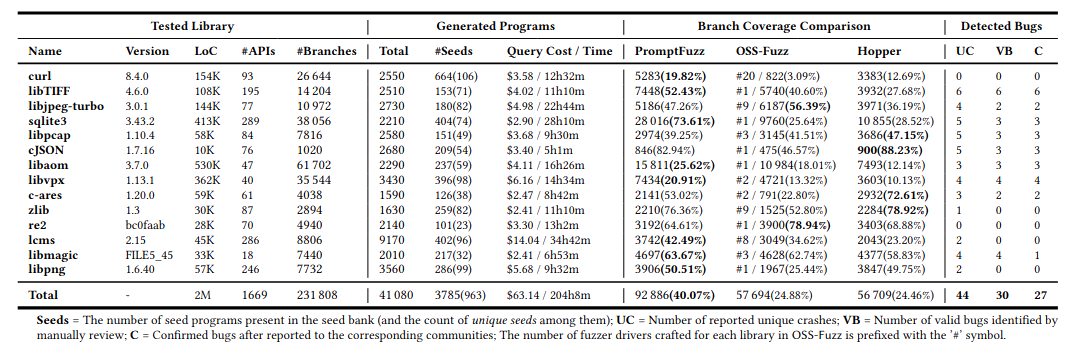 Tested Library Generated Programs Branch Coverage Comparison Detected Bugs
Name Version LoC #APIs #Branches Total #Seeds Query Cost / Time PromptFuzz OSS-Fuzz Hopper UC VB C
curl 8.4.0 154K 93 26 644 2550 664(106) $3.58 / 12h32m 5283(19.82%) #20 / 822(3.09%) 3383(12.69%) 0 0 0
libTIFF 4.6.0 108K 195 14 204 2510 153(71) $4.02 / 11h10m 7448(52.43%) #1 / 5740(40.60%) 3932(27.68%) 6 6 6
libjpeg-turbo 3.0.1 144K 77 10 972 2730 180(82) $4.98 / 22h44m 5186(47.26%) #9 / 6187(56.39%) 3971(36.19%) 4 2 2
sqlite3 3.43.2 413K 289 38 056 2210 404(74) $2.90 / 28h10m 28 016(73.61%) #1 / 9760(25.64%) 10 855(28.52%) 5 3 3
libpcap 1.10.4 58K 84 7816 2580 151(49) $3.68 / 9h30m 2974(39.25%) #3 / 3145(41.51%) 3686(47.15%) 5 3 3
cJSON 1.7.16 10K 76 1020 2680 209(54) $3.40 / 5h1m 846(82.94%) #1 / 475(46.57%) 900(88.23%) 5 3 3
libaom 3.7.0 530K 47 61 702 2290 237(59) $4.11 / 16h26m 15 811(25.62%) #1 / 10 984(18.01%) 7493(12.14%) 3 3 3
libvpx 1.13.1 362K 40 35 544 3430 396(98) $6.16 / 14h34m 7434(20.91%) #2 / 4721(13.32%) 3603(10.13%) 4 4 4
c-ares 1.20.0 59K 61 4038 1590 126(38) $2.47 / 8h42m 2141(53.02%) #2 / 791(22.80%) 2932(72.61%) 3 2 2
zlib 1.3 30K 87 2894 1630 259(82) $2.41 / 11h10m 2210(76.36%) #9 / 1525(52.80%) 2284(78.92%) 1 0 0
re2 bc0faab 28K 70 4940 2140 101(23) $3.30 / 13h2m 3192(64.61%) #1 / 3900(78.94%) 3403(68.88%) 0 0 0
lcms 2.15 45K 286 8806 9170 402(96) $14.04 / 34h42m 3742(42.49%) #8 / 3049(34.62%) 2043(23.20%) 2 0 0
libmagic FILE5_45 33K 18 7440 2010 217(32) $2.41 / 6h53m 4697(63.67%) #3 / 4628(62.74%) 4377(58.83%) 4 4 1
libpng 1.6.40 57K 246 7732 3560 286(99) $5.68 / 9h32m 3906(50.51%) #1 / 1967(25.44%) 3847(49.75%) 2 0 0
Total - 2M 1669 231 808 41 080 3785(963) $63.14 / 204h8m 92 886(40.07%) 57 694(24.88%) 56 709(24.46%) 44 30 27
Seeds = The number of seed programs present in the seed bank (and the count of unique seeds among them); UC = Number of reported unique crashes; VB = Number of valid bugs identified by
manually review; C = Confirmed bugs after reported to the corresponding communities; The number of fuzzer drivers crafted for each library in OSS-Fuzz is prefixed with the '#' symbol.